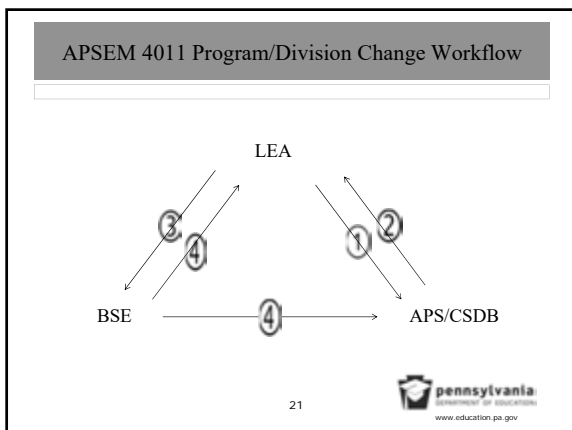 APSEM 4011 Program/Division Change Workflow
LEA
3
4
1
2
BSE
4
APS/CSDB
21
pennsylvania
DEPARTMENT OF EDUCATION
www.education.pa.gov